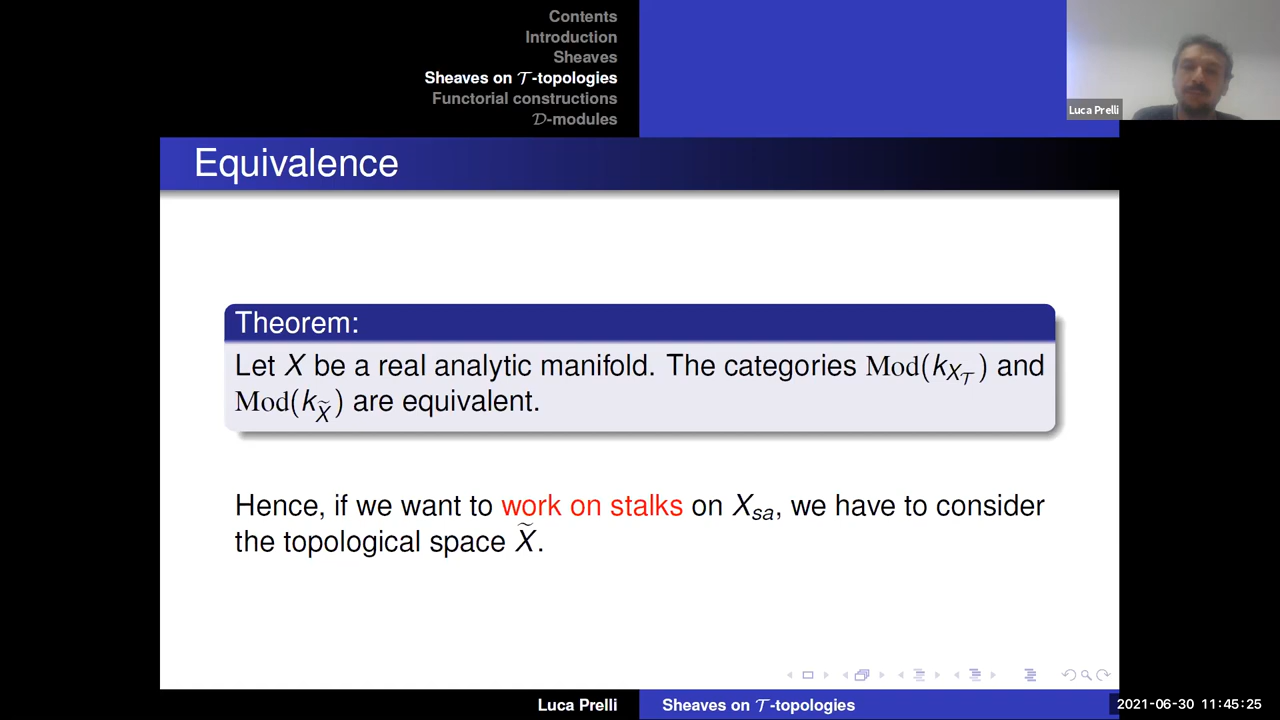 Contents
Introduction
Sheaves
Sheaves on 𝒯-topologies
Functorial constructions
𝒟-modules
Luca Prelli
Equivalence
Theorem:
Let X be a real analytic manifold. The categories Mod(k_{X_𝒯}) and
Mod(k_{X̃}) are equivalent.
Hence, if we want to work on stalks on X_{sa}, we have to consider
the topological space X̃.
Luca Prelli
Sheaves on 𝒯-topologies
2021-06-30 11:45:25